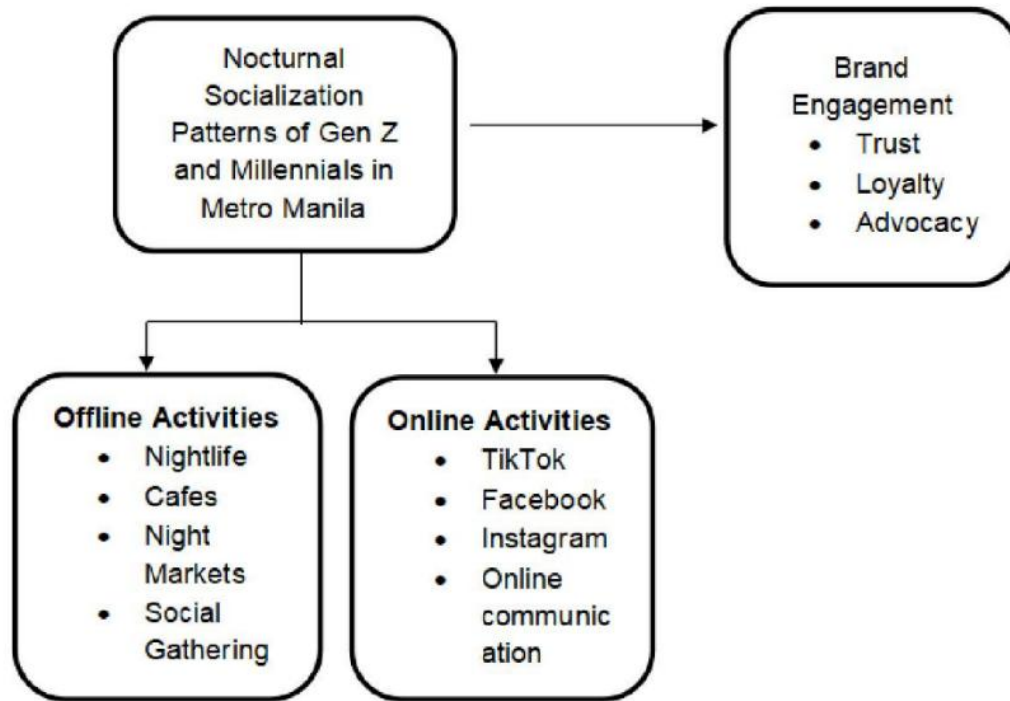 Nocturnal
Socialization
Patterns of Gen Z
and Millennials in
Metro Manila
Brand
Engagement
• Trust
• Loyalty
• Advocacy
Offline Activities
• Nightlife
• Cafes
• Night
Markets
• Social
Gathering
Online Activities
• TikTok
• Facebook
• Instagram
• Online
communic
ation